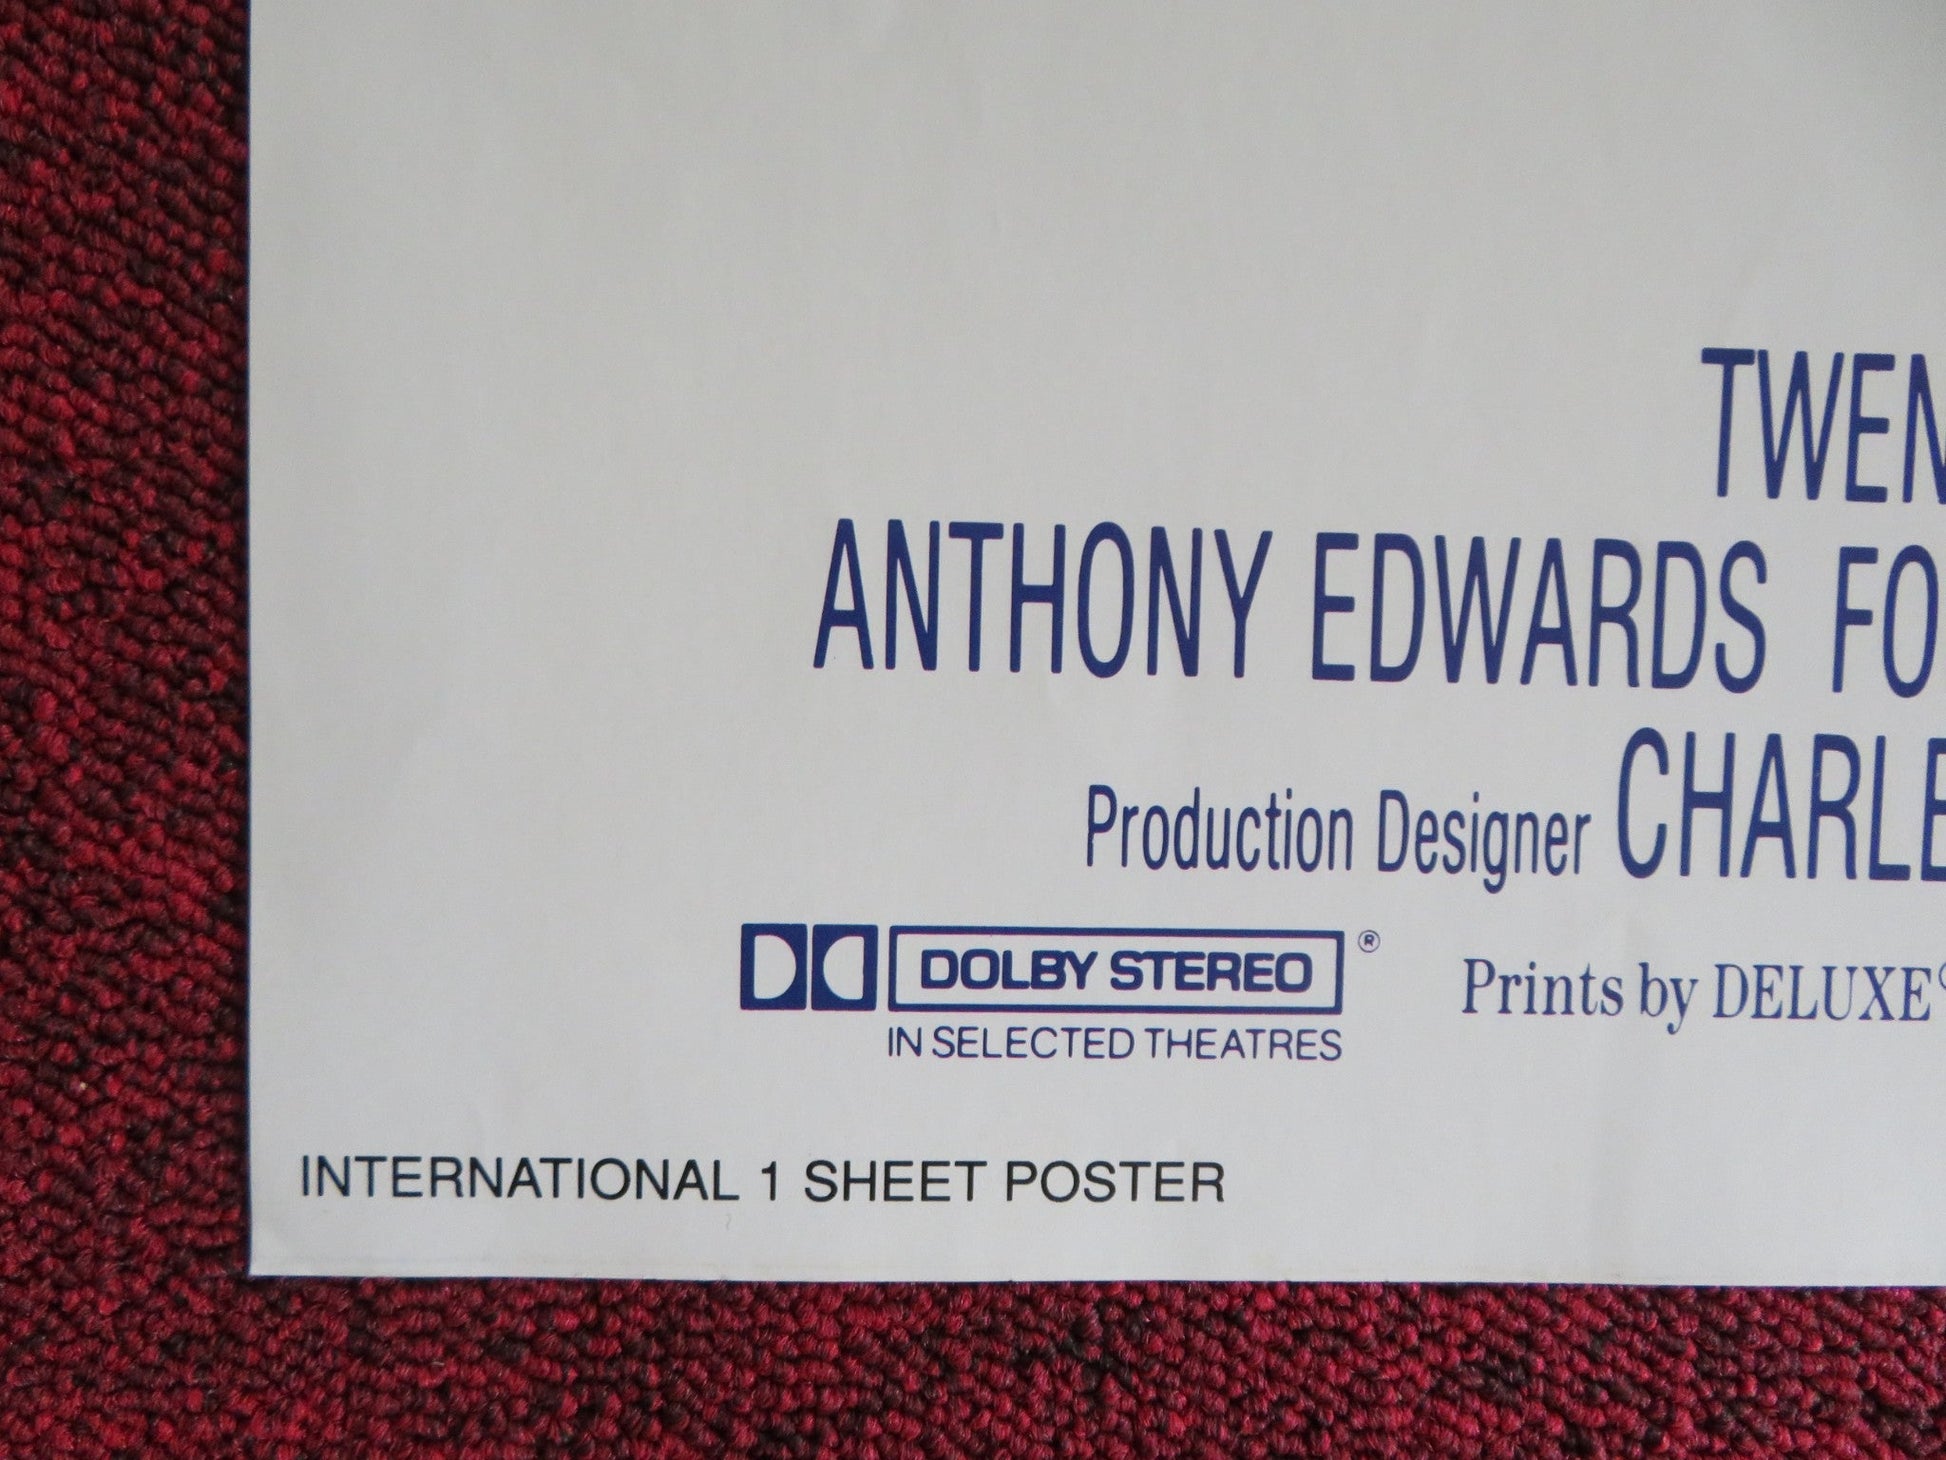 TWEN
ANTHONY EDWARDS FO
Production Designer CHARLE
DOLBY STEREO ®
IN SELECTED THEATRES
Prints by DELUXE
INTERNATIONAL 1 SHEET POSTER